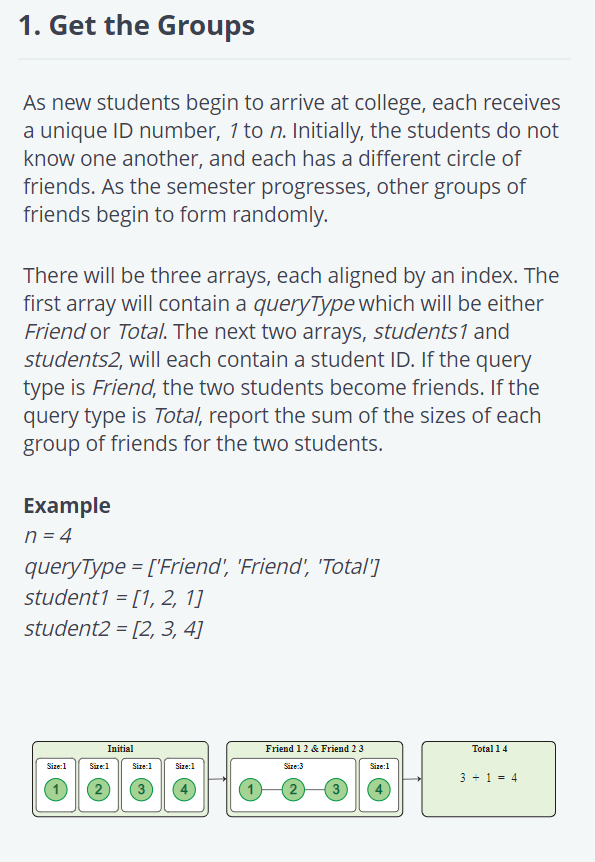 1. Get the Groups
As new students begin to arrive at college, each receives
a unique ID number, 1 to n. Initially, the students do not
know one another, and each has a different circle of
friends. As the semester progresses, other groups of
friends begin to form randomly.
There will be three arrays, each aligned by an index. The
first array will contain a queryType which will be either
Friend or Total. The next two arrays, students1 and
students2, will each contain a student ID. If the query
type is Friend, the two students become friends. If the
query type is Total, report the sum of the sizes of each
group of friends for the two students.
Example
n = 4
queryType = ['Friend', 'Friend', 'Total']
student1 = [1, 2, 1]
student2 = [2, 3, 4]
Initial
Size:1 Size:1 Size:1 Size:1
1 2 3 4
Friend 1 2 & Friend 2 3
Size:3 Size:1
1 2 3 4
Total 1 4
3 + 1 = 4